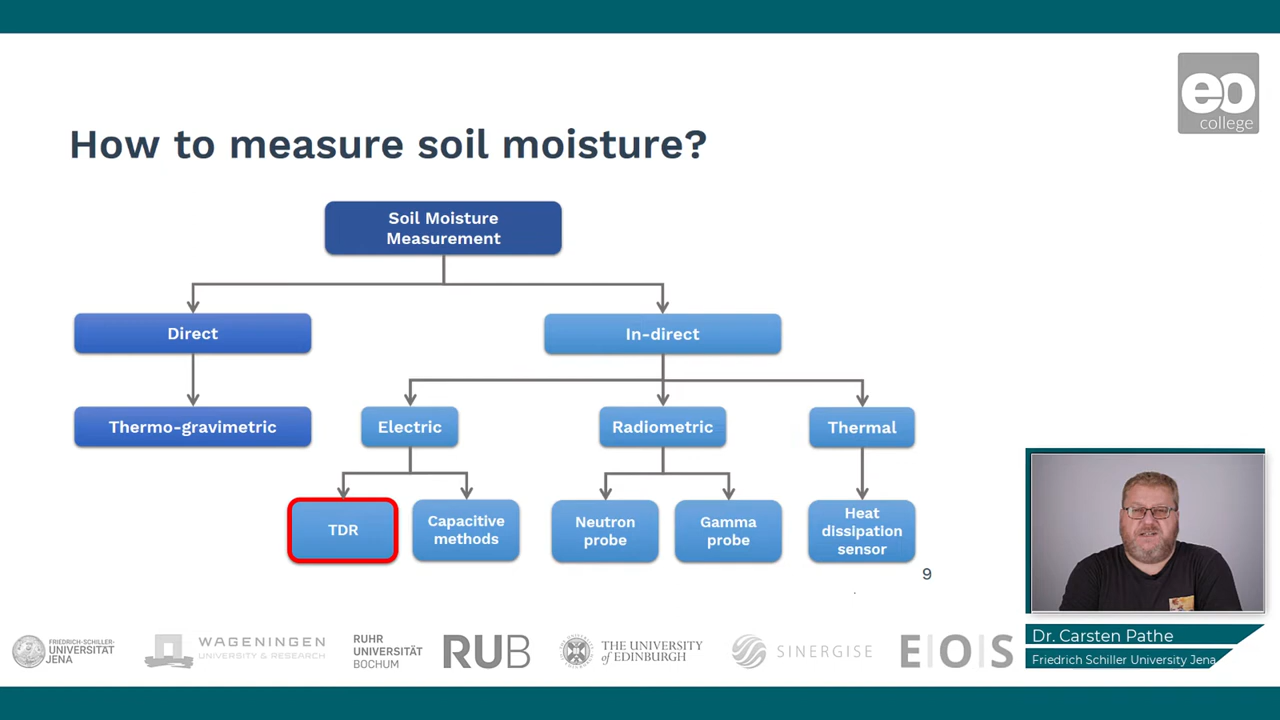 eo
college
How to measure soil moisture?
Soil Moisture
Measurement
Direct
In-direct
Thermo-gravimetric
Electric
Radiometric
Thermal
TDR
Capacitive
methods
Neutron
probe
Gamma
probe
Heat
dissipation
sensor
9
FRIEDRICH-SCHILLER-
UNIVERSITÄT
JENA
WAGENINGEN
UNIVERSITY & RESEARCH
RUHR
UNIVERSITÄT
BOCHUM
RUB
THE UNIVERSITY
of EDINBURGH
SINERGISE
E|O|S
Dr. Carsten Pathe
Friedrich Schiller University Jena